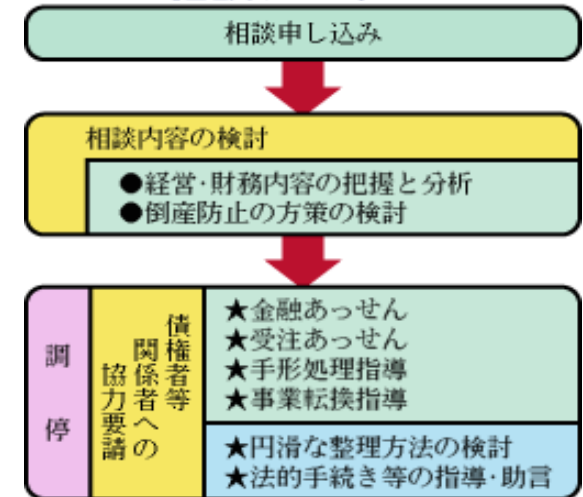 相談申し込み
相談内容の検討
●経営·財務内容の把握と分析
●倒産防止の方策の検討
調停
債権者等
関係者への
協力要請
★金融あっせん
★受注あっせん
★手形処理指導
★事業転換指導
★円滑な整理方法の検討
★法的手続き等の指導·助言